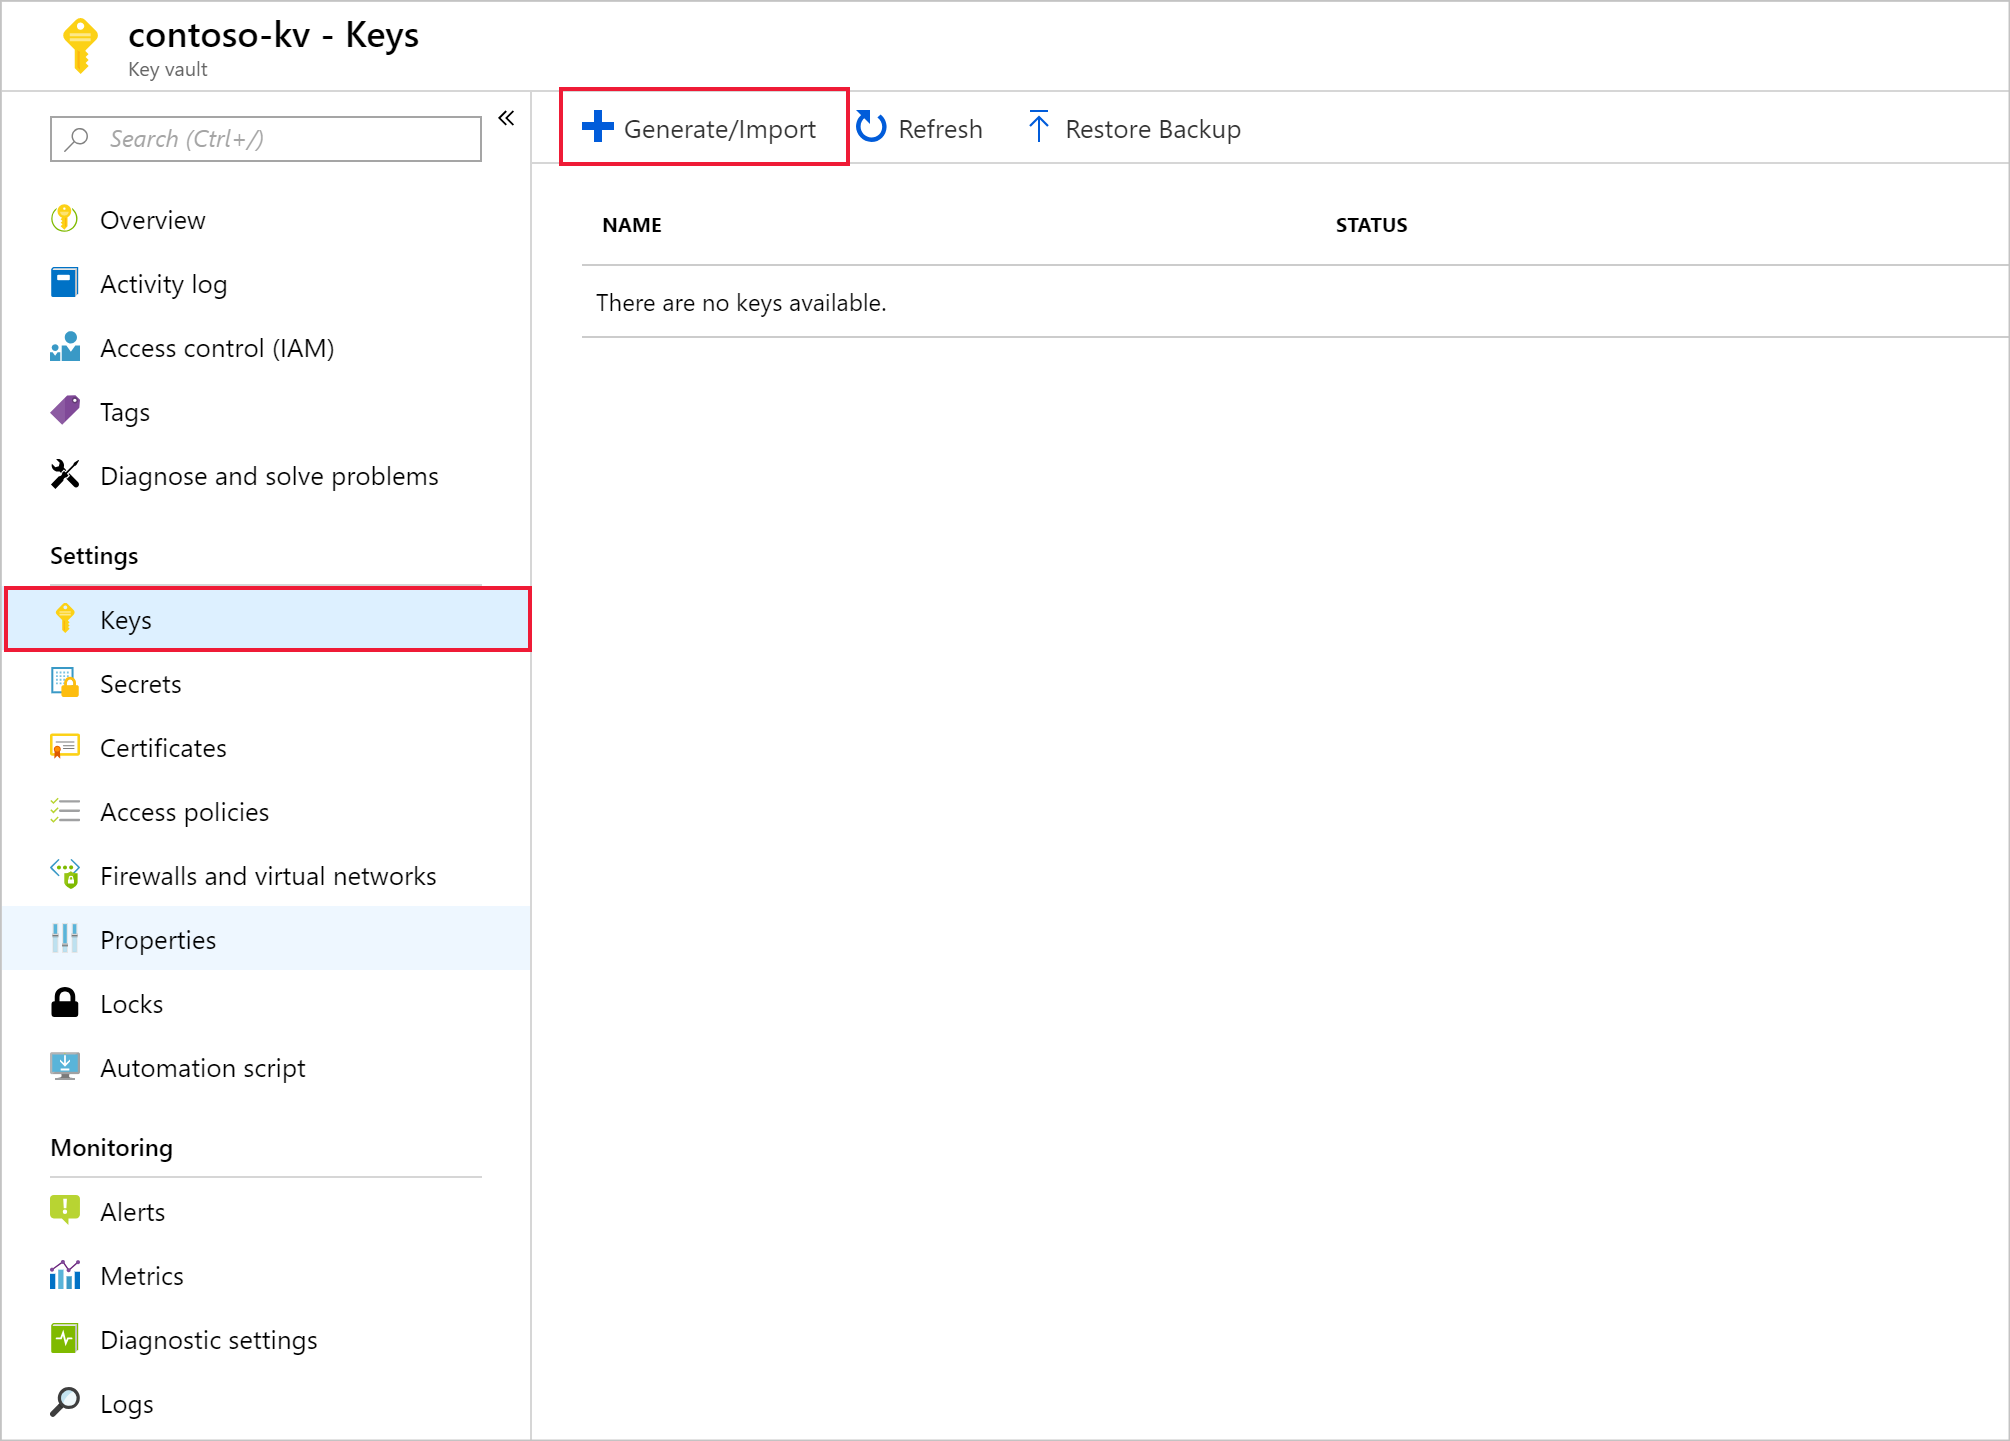 contoso-kv - Keys
Key vault
Search (Ctrl+/)
«
Overview
Activity log
Access control (IAM)
Tags
Diagnose and solve problems
Settings
Keys
Secrets
Certificates
Access policies
Firewalls and virtual networks
Properties
Locks
Automation script
Monitoring
Alerts
Metrics
Diagnostic settings
Logs
Generate/Import Refresh Restore Backup
NAME STATUS
There are no keys available.